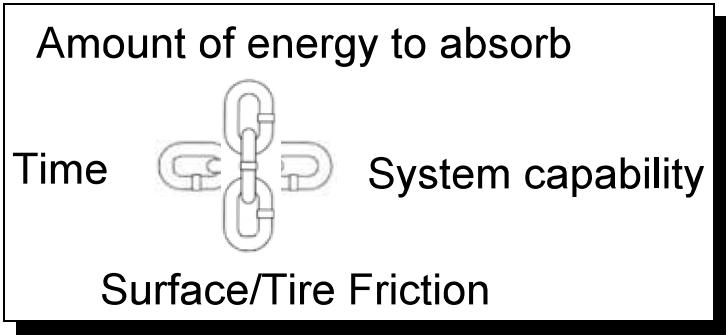 Amount of energy to absorb
Time
System capability
Surface/Tire Friction